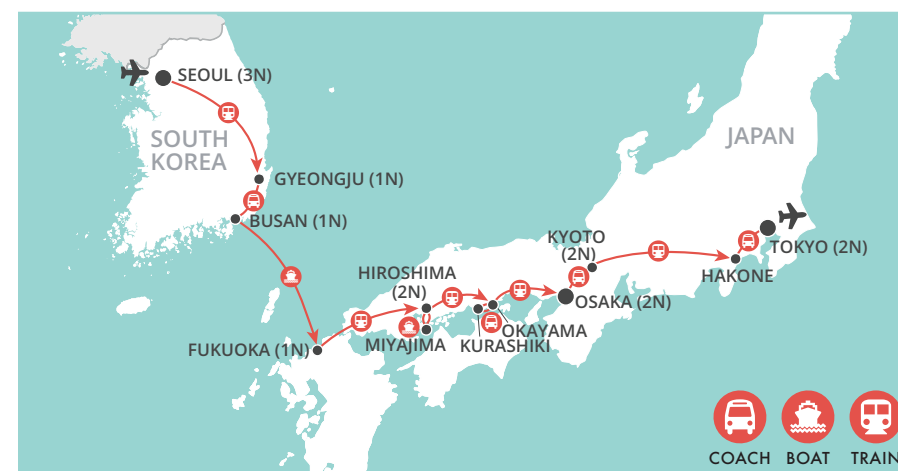 SEOUL (3N)
SOUTH
KOREA
GYEONGJU (1N)
BUSAN (1N)
JAPAN
KYOTO
(2N)
TOKYO (2N)
HAKONE
HIROSHIMA
(2N)
OSAKA (2N)
OKAYAMA
KURASHIKI
MIYAJIMA
FUKUOKA (1N)
COACH BOAT TRAIN